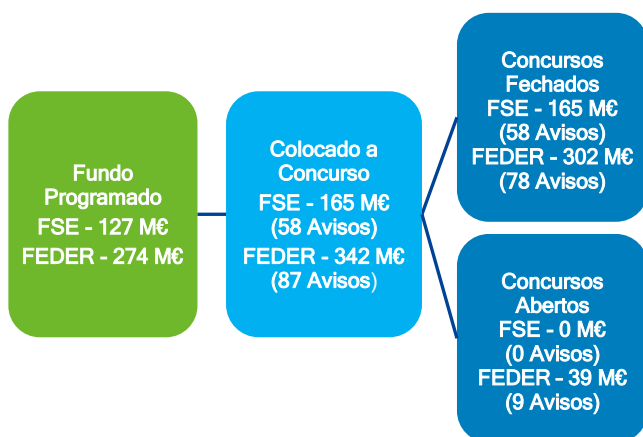 Fundo
Programado
FSE - 127 M€
FEDER - 274 M€
Colocado a
Concurso
FSE - 165 M€
(58 Avisos)
FEDER - 342 M€
(87 Avisos)
Concursos
Fechados
FSE - 165 M€
(58 Avisos)
FEDER - 302 M€
(78 Avisos)
Concursos
Abertos
FSE - 0 M€
(0 Avisos)
FEDER - 39 M€
(9 Avisos)